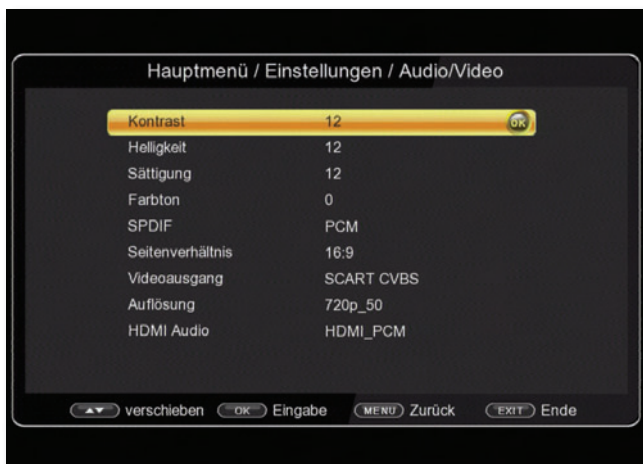 Hauptmenü / Einstellungen / Audio/Video
Kontrast 12 OK
Helligkeit 12
Sättigung 12
Farbton 0
SPDIF PCM
Seitenverhältnis 16:9
Videoausgang SCART CVBS
Auflösung 720p_50
HDMI Audio HDMI_PCM
▲▼ verschieben OK Eingabe MENU Zurück EXIT Ende